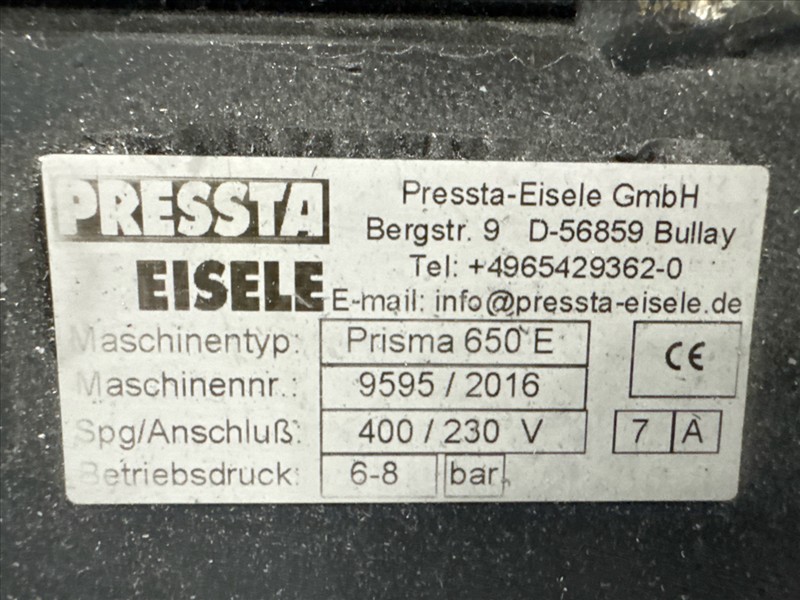 PRESSTA
EISELE
Pressta-Eisele GmbH
Bergstr. 9 D-56859 Bullay
Tel: +4965429362-0
E-mail: info@pressta-eisele.de
Maschinentyp: Prisma 650 E
CE
Maschinennr.: 9595 / 2016
Spg/Anschluß: 400 / 230 V 7 A
Betriebsdruck: 6-8 bar